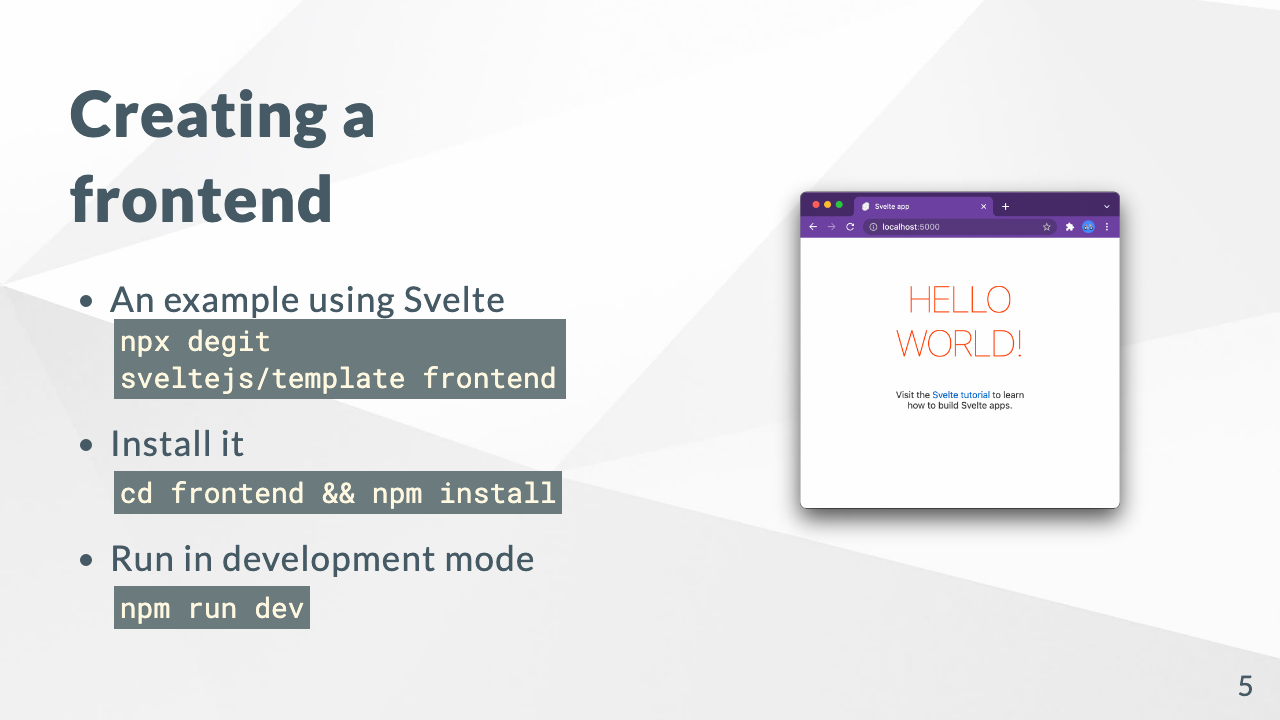 Creating a
frontend
• An example using Svelte
npx degit
sveltejs/template frontend
• Install it
cd frontend && npm install
• Run in development mode
npm run dev
Svelte app
localhost:5000
HELLO
WORLD!
Visit the Svelte tutorial to learn
how to build Svelte apps.
5